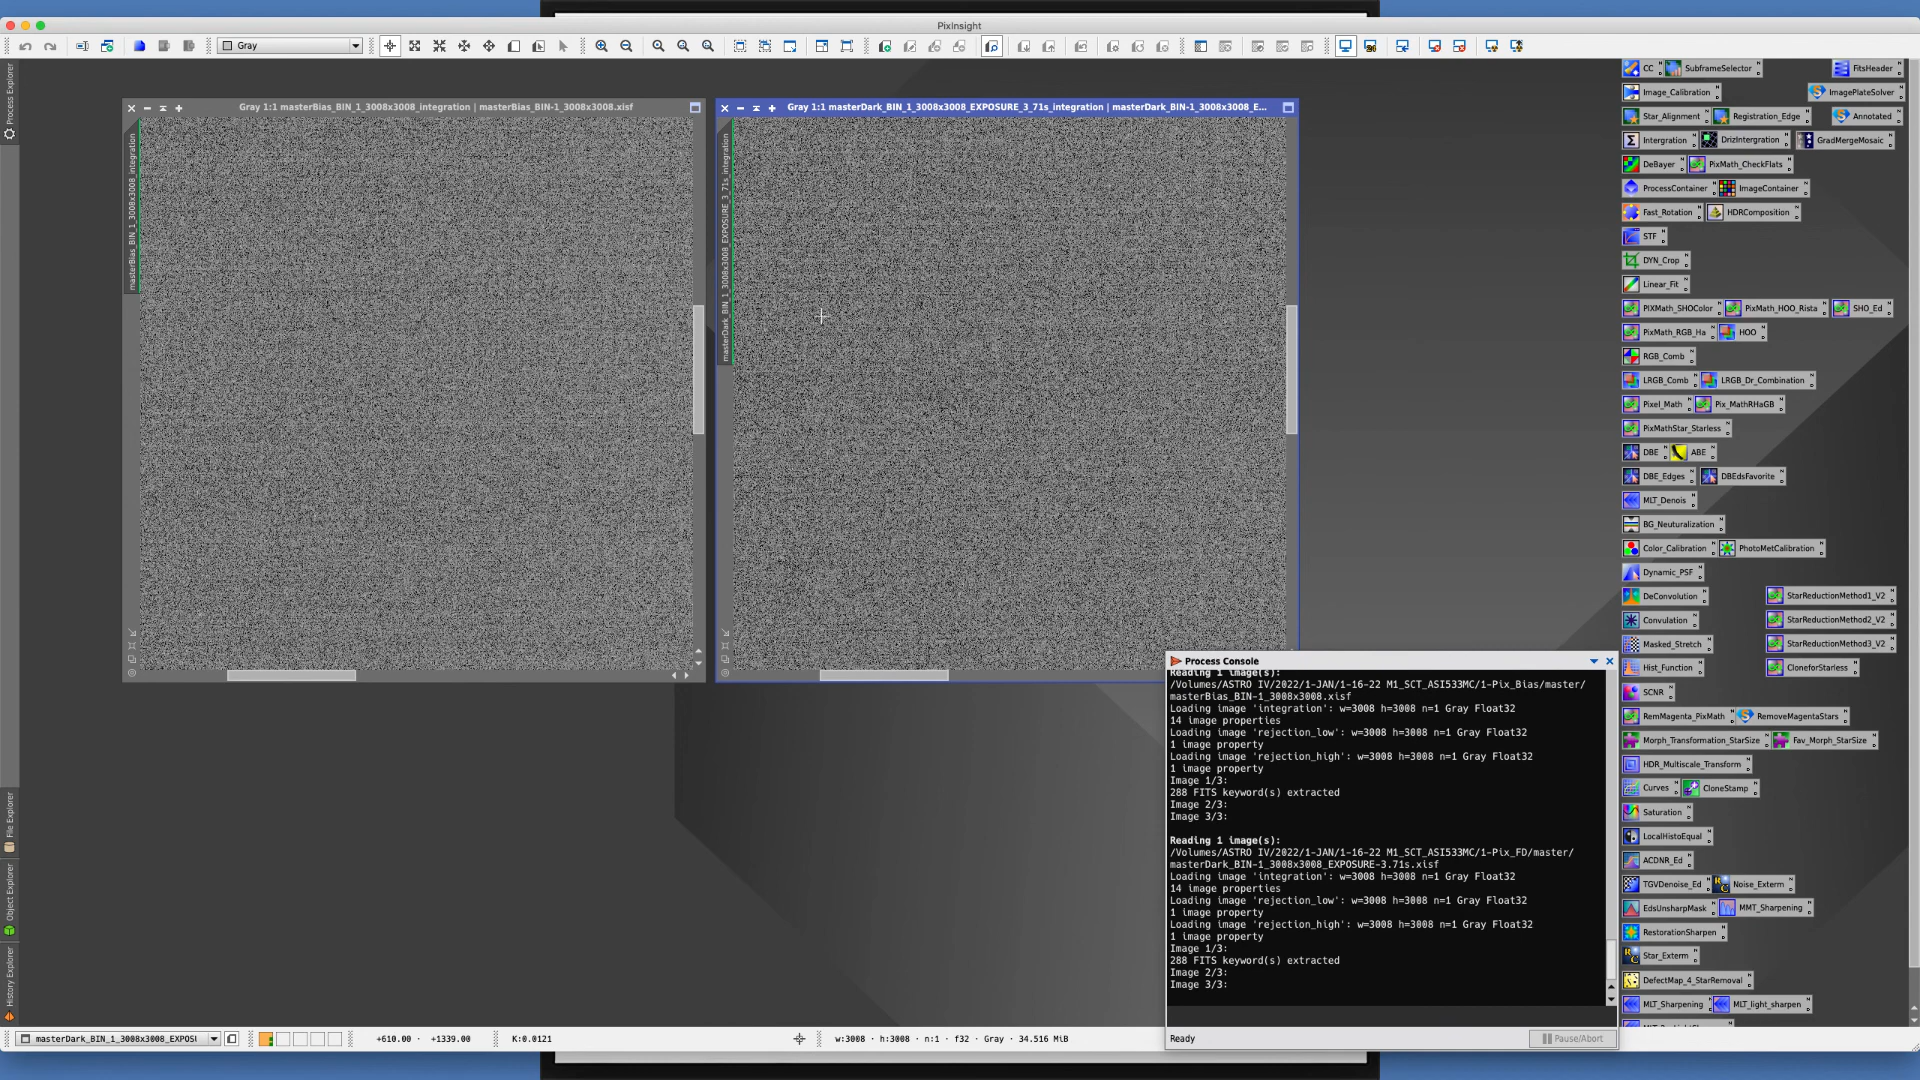 PixInsight
Gray
Process Explorer
File Explorer
Object Explorer
History Explorer
Gray 1:1 masterBias_BIN_1_3008x3008_integration | masterBias_BIN-1_3008x3008.xisf
masterBias_BIN_1_3008x3008_integration
Gray 1:1 masterDark_BIN_1_3008x3008_EXPOSURE_3_71s_integration | masterDark_BIN-1_3008x3008_E...
masterDark_BIN_1_3008x3008_EXPOSURE_3_71s_integration
CC
SubframeSelector
FitsHeader
Image_Calibration
ImagePlateSolver
Star_Alignment
Registration_Edge
Annotated
Intergration
DrizIntergration
GradMergeMosaic
DeBayer
PixMath_CheckFlats
ProcessContainer
ImageContainer
Fast_Rotation
HDRComposition
STF
DYN_Crop
Linear_Fit
PIXMath_SHOColor
PixMath_HOO_Rista
SHO_Ed
PixMath_RGB_Ha
HOO
RGB_Comb
LRGB_Comb
LRGB_Dr_Combination
Pixel_Math
Pix_MathRHaGB
PixMathStar_Starless
DBE
ABE
DBE_Edges
DBEdsFavorite
MLT_Denois
BG_Neuturalization
Color_Calibration
PhotoMetCalibration
Dynamic_PSF
DeConvolution
StarReductionMethod1_V2
Convulation
StarReductionMethod2_V2
Masked_Stretch
StarReductionMethod3_V2
Hist_Function
CloneforStarless
SCNR
RemMagenta_PixMath
RemoveMagentaStars
Morph_Transformation_StarSize
Fav_Morph_StarSize
HDR_Multiscale_Transform
Curves
CloneStamp
Saturation
LocalHistoEqual
ACDNR_Ed
TGVDenoise_Ed
Noise_Exterm
EdsUnsharpMask
MMT_Sharpening
RestorationSharpen
Star_Exterm
DefectMap_4_StarRemoval
MLT_Sharpening
MLT_light_sharpen
Process Console
Reading 1 image(s):
/Volumes/ASTRO IV/2022/1-JAN/1-16-22 M1_SCT_ASI533MC/1-Pix_Bias/master/
masterBias_BIN-1_3008x3008.xisf
Loading image 'integration': w=3008 h=3008 n=1 Gray Float32
14 image properties
Loading image 'rejection_low': w=3008 h=3008 n=1 Gray Float32
1 image property
Loading image 'rejection_high': w=3008 h=3008 n=1 Gray Float32
1 image property
Image 1/3:
288 FITS keyword(s) extracted
Image 2/3:
Image 3/3:
Reading 1 image(s):
/Volumes/ASTRO IV/2022/1-JAN/1-16-22 M1_SCT_ASI533MC/1-Pix_FD/master/
masterDark_BIN-1_3008x3008_EXPOSURE-3.71s.xisf
Loading image 'integration': w=3008 h=3008 n=1 Gray Float32
14 image properties
Loading image 'rejection_low': w=3008 h=3008 n=1 Gray Float32
1 image property
Loading image 'rejection_high': w=3008 h=3008 n=1 Gray Float32
1 image property
Image 1/3:
288 FITS keyword(s) extracted
Image 2/3:
Image 3/3:
Ready
Pause/Abort
masterDark_BIN_1_3008x3008_EXPOSU
+610.00 · +1339.00
K:0.0121
w:3008 · h:3008 · n:1 · f32 · Gray · 34.516 MiB